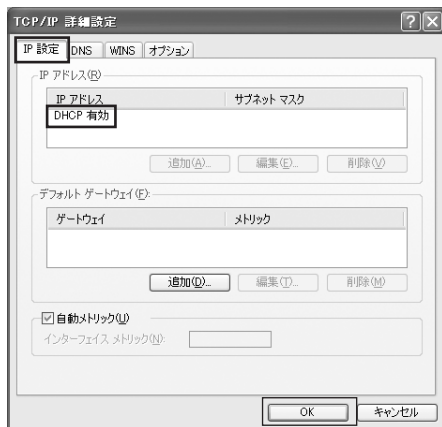 TCP/IP 詳細設定
IP 設定 DNS WINS オプション
IP アドレス(R)
IP アドレス サブネット マスク
DHCP 有効
追加(A)... 編集(E)... 削除(V)
デフォルト ゲートウェイ(F):
ゲートウェイ メトリック
追加(D)... 編集(T)... 削除(M)
自動メトリック(U)
インターフェイス メトリック(N):
OK キャンセル